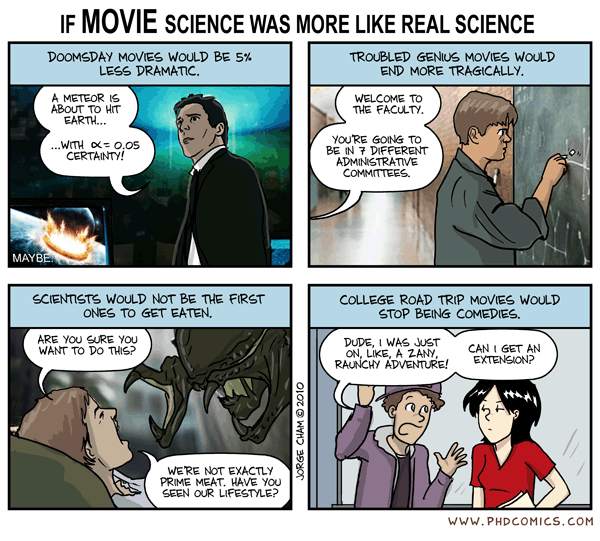 IF MOVIE SCIENCE WAS MORE LIKE REAL SCIENCE
DOOMSDAY MOVIES WOULD BE 5%
LESS DRAMATIC.
A METEOR IS
ABOUT TO HIT
EARTH...
...WITH ∝= 0.05
CERTAINTY!
MAYBE.
TROUBLED GENIUS MOVIES WOULD
END MORE TRAGICALLY.
WELCOME TO
THE FACULTY.
YOU'RE GOING TO
BE IN 7 DIFFERENT
ADMINISTRATIVE
COMMITTEES.
SCIENTISTS WOULD NOT BE THE FIRST
ONES TO GET EATEN.
ARE YOU SURE YOU
WANT TO DO THIS?
WE'RE NOT EXACTLY
PRIME MEAT. HAVE YOU
SEEN OUR LIFESTYLE?
JORGE CHAM © 2010
COLLEGE ROAD TRIP MOVIES WOULD
STOP BEING COMEDIES.
DUDE, I WAS JUST
ON, LIKE, A ZANY,
RAUNCHY ADVENTURE!
CAN I GET AN
EXTENSION?
WWW.PHDCOMICS.COM